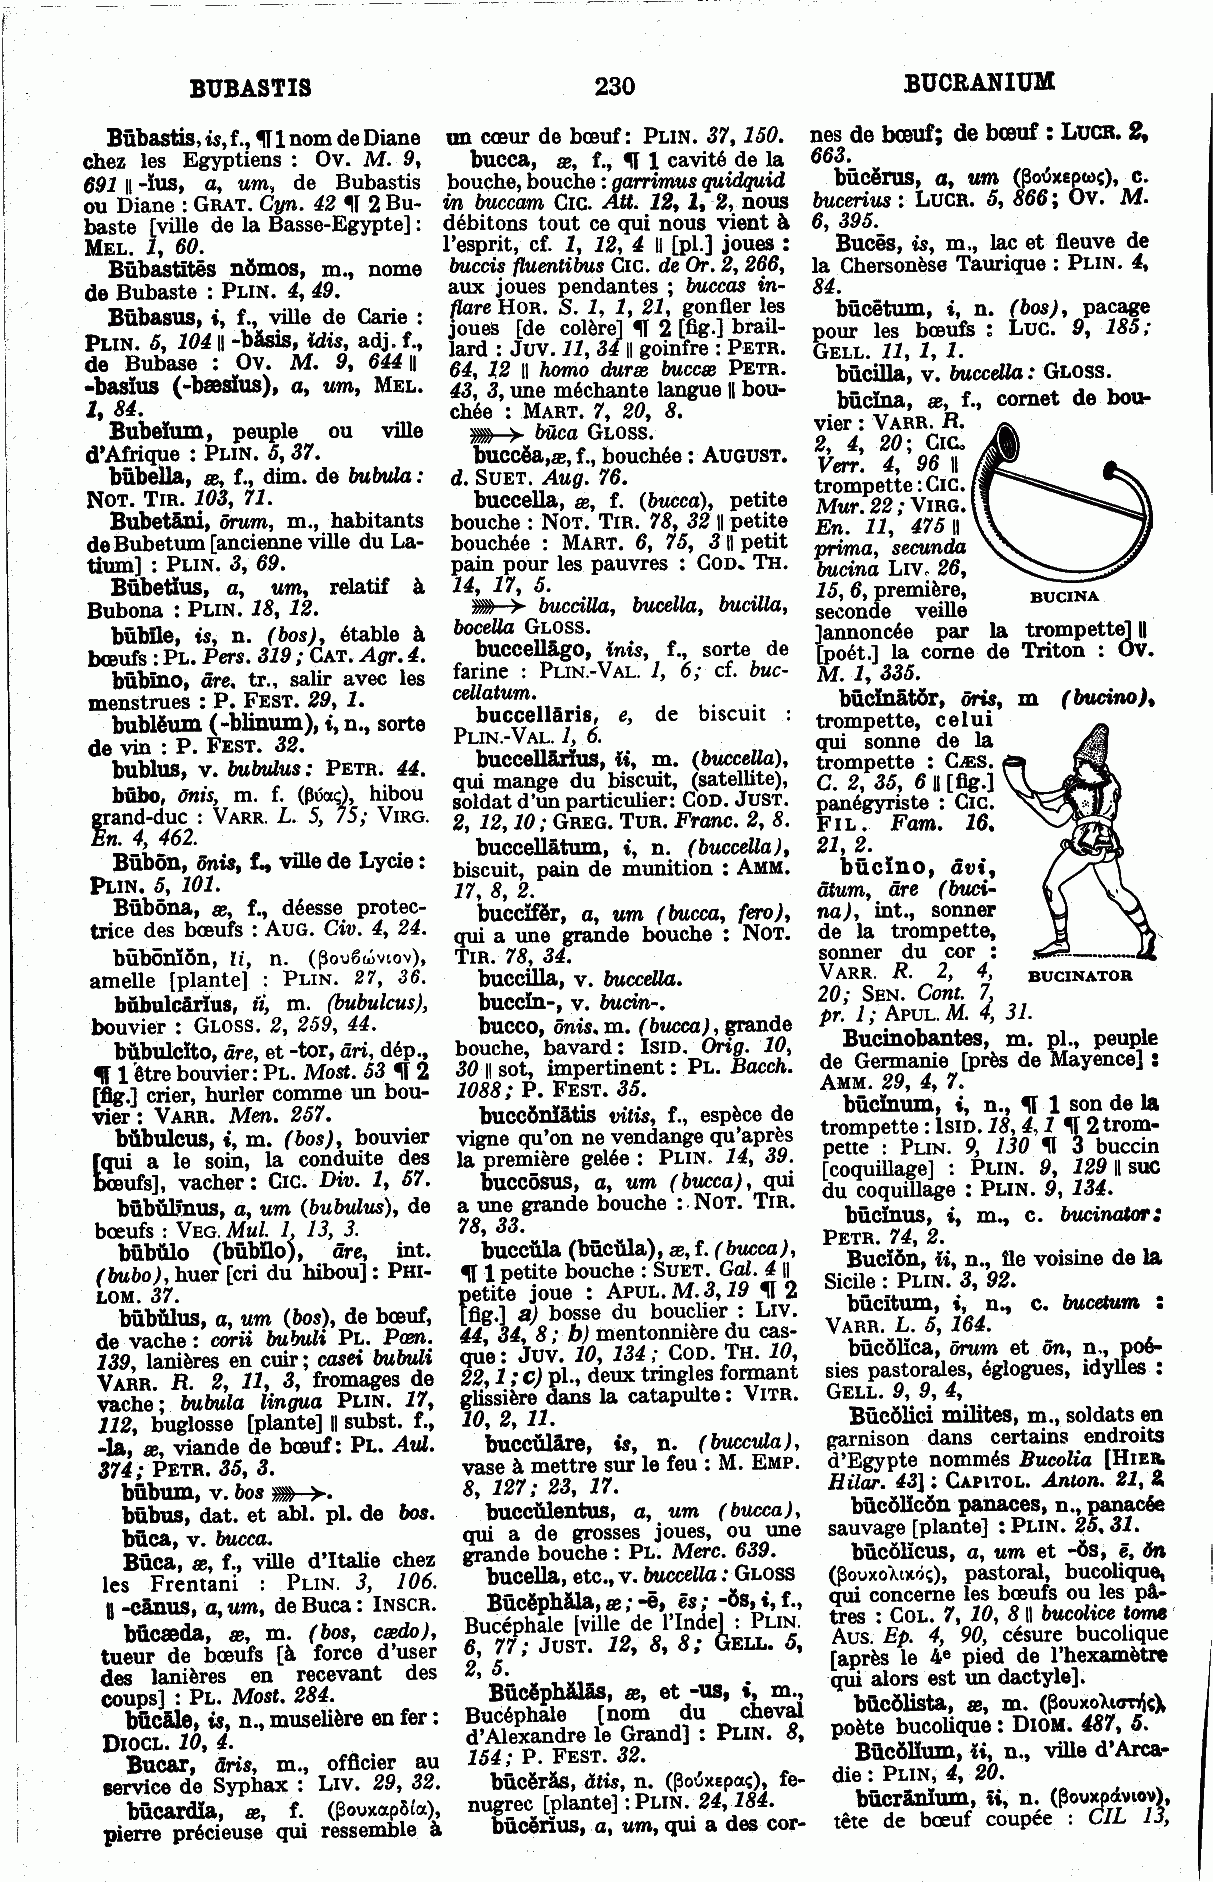 BUBASTIS
230
BUCRANIUM
Būbastis, is, f., ¶ 1 nom de Diane
chez les Egyptiens : Ov. M. 9,
691 || -ĭus, a, um, de Bubastis
ou Diane : GRAT. Cyn. 42 ¶ 2 Bu-
baste [ville de la Basse-Egypte] :
MEL. 1, 60.
Būbastītēs nŏmos, m., nome
de Bubaste : PLIN. 4, 49.
Būbasus, i, f., ville de Carie :
PLIN. 5, 104 || -băsis, ĭdis, adj. f.,
de Bubase : Ov. M. 9, 644 ||
-basĭus (-bæsĭus), a, um, MEL.
1, 84.
Bubeĭum, peuple ou ville
d'Afrique : PLIN. 5, 37.
būbella, æ, f., dim. de bubula :
NOT. TIR. 103, 71.
Bubetāni, ōrum, m., habitants
de Bubetum [ancienne ville du La-
tium] : PLIN. 3, 69.
Būbetĭus, a, um, relatif à
Bubona : PLIN. 18, 12.
būbīle, is, n. (bos), étable à
bœufs : PL. Pers. 319 ; CAT. Agr. 4.
būbĭno, āre, tr., salir avec les
menstrues : P. FEST. 29, 1.
bublĕum (-blinum), i, n., sorte
de vin : P. FEST. 32.
bublus, v. bubulus : PETR. 44.
būbo, ōnis, m. f. (βύας), hibou
grand-duc : VARR. L. 5, 75 ; VIRG.
En. 4, 462.
Būbōn, ōnis, f., ville de Lycie :
PLIN. 5, 101.
Būbōna, æ, f., déesse protec-
trice des bœufs : AUG. Civ. 4, 24.
būbōnĭŏn, ĭi, n. (βουϐώνιον),
amelle [plante] : PLIN. 27, 36.
bŭbulcārĭus, ĭi, m. (bubulcus),
bouvier : GLOSS. 2, 259, 44.
bŭbulcĭto, āre, et -tor, āri, dép.,
¶ 1 être bouvier : PL. Most. 53 ¶ 2
[fig.] crier, hurler comme un bou-
vier : VARR. Men. 257.
bŭbulcus, i, m. (bos), bouvier
[qui a le soin, la conduite des
bœufs], vacher : CIC. Div. 1, 57.
būbŭlīnus, a, um (bubulus), de
bœufs : VEG. Mul. 1, 13, 3.
būbŭlo (būbĭlo), āre, int.
(bubo), huer [cri du hibou] : PHI-
LOM. 37.
būbŭlus, a, um (bos), de bœuf,
de vache : corii bubuli PL. Pœn.
139, lanières en cuir ; casei bubuli
VARR. R. 2, 11, 3, fromages de
vache ; bubula lingua PLIN. 17,
112, buglosse [plante] || subst. f.,
-la, æ, viande de bœuf : PL. Aul.
374 ; PETR. 35, 3.
būbum, v. bos ⟫→.
būbus, dat. et abl. pl. de bos.
būca, v. bucca.
Būca, æ, f., ville d'Italie chez
les Frentani : PLIN. 3, 106.
|| -cānus, a, um, de Buca : INSCR.
būcæda, æ, m. (bos, cædo),
tueur de bœufs [à force d'user
des lanières en recevant des
coups] : PL. Most. 284.
būcāle, is, n., muselière en fer :
DIOCL. 10, 4.
Bucar, āris, m., officier au
service de Syphax : LIV. 29, 32.
būcardĭa, æ, f. (βουκαρδία),
pierre précieuse qui ressemble à
un cœur de bœuf : PLIN. 37, 150.
bucca, æ, f., ¶ 1 cavité de la
bouche, bouche : garrimus quidquid
in buccam CIC. Att. 12, 1, 2, nous
débitons tout ce qui nous vient à
l'esprit, cf. 1, 12, 4 || [pl.] joues :
buccis fluentibus CIC. de Or. 2, 266,
aux joues pendantes ; buccas in-
flare HOR. S. 1, 1, 21, gonfler les
joues [de colère] ¶ 2 [fig.] brail-
lard : JUV. 11, 34 || goinfre : PETR.
64, 12 || homo duræ buccæ PETR.
43, 3, une méchante langue || bou-
chée : MART. 7, 20, 8.
⟫→ būca GLOSS.
buccĕa, æ, f., bouchée : AUGUST.
d. SUET. Aug. 76.
buccella, æ, f. (bucca), petite
bouche : NOT. TIR. 78, 32 || petite
bouchée : MART. 6, 75, 3 || petit
pain pour les pauvres : COD. TH.
14, 17, 5.
⟫→ buccilla, bucella, bucilla,
bocella GLOSS.
buccellāgo, ĭnis, f., sorte de
farine : PLIN.-VAL. 1, 6 ; cf. buc-
cellatum.
buccellāris, e, de biscuit :
PLIN.-VAL. 1, 6.
buccellārĭus, ĭi, m. (buccella),
qui mange du biscuit, (satellite),
soldat d'un particulier : COD. JUST.
2, 12, 10 ; GREG. TUR. Franc. 2, 8.
buccellātum, i, n. (buccella),
biscuit, pain de munition : AMM.
17, 8, 2.
buccĭfĕr, a, um (bucca, fero),
qui a une grande bouche : NOT.
TIR. 78, 34.
buccilla, v. buccella.
buccĭn-, v. bucin-.
bucco, ōnis, m. (bucca), grande
bouche, bavard : ISID. Orig. 10,
30 || sot, impertinent : PL. Bacch.
1088 ; P. FEST. 35.
buccŏnĭātis vitis, f., espèce de
vigne qu'on ne vendange qu'après
la première gelée : PLIN. 14, 39.
buccōsus, a, um (bucca), qui
a une grande bouche : NOT. TIR.
78, 33.
buccŭla (būcŭla), æ, f. (bucca),
¶ 1 petite bouche : SUET. Gal. 4 ||
petite joue : APUL. M. 3, 19 ¶ 2
[fig.] a) bosse du bouclier : LIV.
44, 34, 8 ; b) mentonnière du cas-
que : JUV. 10, 134 ; COD. TH. 10,
22, 1 ; c) pl., deux tringles formant
glissière dans la catapulte : VITR.
10, 2, 11.
buccŭlāre, is, n. (buccula),
vase à mettre sur le feu : M. EMP.
8, 127 ; 23, 17.
buccŭlentus, a, um (bucca),
qui a de grosses joues, ou une
grande bouche : PL. Merc. 639.
bucella, etc., v. buccella : GLOSS
Būcĕphăla, æ ; -ē, ēs ; -ŏs, i, f.,
Bucéphale [ville de l'Inde] : PLIN.
6, 77 ; JUST. 12, 8, 8 ; GELL. 5,
2, 5.
Būcĕphălās, æ, et -us, i, m.,
Bucéphale [nom du cheval
d'Alexandre le Grand] : PLIN. 8,
154 ; P. FEST. 32.
būcĕrās, ătis, n. (βούκερας), fe-
nugrec [plante] : PLIN. 24, 184.
būcĕrĭus, a, um, qui a des cor-
nes de bœuf ; de bœuf : LUCR. 2,
663.
būcĕrus, a, um (βούκερως), c.
bucerius : LUCR. 5, 866 ; Ov. M.
6, 395.
Bucēs, is, m., lac et fleuve de
la Chersonèse Taurique : PLIN. 4,
84.
būcētum, i, n. (bos), pacage
pour les bœufs : LUC. 9, 185 ;
GELL. 11, 1, 1.
būcilla, v. buccella : GLOSS.
būcĭna, æ, f., cornet de bou-
vier : VARR. R.
2, 4, 20 ; CIC.
Verr. 4, 96 ||
trompette : CIC.
Mur. 22 ; VIRG.
En. 11, 475 ||
prima, secunda
bucina LIV. 26,
15, 6, première,
seconde veille
BUCINA
]annoncée par la trompette] ||
[poét.] la corne de Triton : Ov.
M. 1, 335.
būcĭnātŏr, ōris, m (bucino),
trompette, celui
qui sonne de la
trompette : CÆS.
C. 2, 35, 6 || [fig.]
panégyriste : CIC.
FIL. Fam. 16,
21, 2.
būcĭno, āvi,
ātum, āre (buci-
na), int., sonner
de la trompette,
sonner du cor :
VARR. R. 2, 4,
20 ; SEN. Cont. 7,
pr. 1 ; APUL. M. 4, 31.
BUCINATOR
Bucinobantes, m. pl., peuple
de Germanie [près de Mayence] :
AMM. 29, 4, 7.
būcĭnum, i, n., ¶ 1 son de la
trompette : ISID. 18, 4, 1 ¶ 2 trom-
pette : PLIN. 9, 130 ¶ 3 buccin
[coquillage] : PLIN. 9, 129 || suc
du coquillage : PLIN. 9, 134.
būcĭnus, i, m., c. bucinator :
PETR. 74, 2.
Bucĭŏn, ĭi, n., île voisine de la
Sicile : PLIN. 3, 92.
būcītum, i, n., c. bucetum :
VARR. L. 5, 164.
būcŏlica, ōrum et ōn, n., poé-
sies pastorales, églogues, idylles :
GELL. 9, 9, 4,
Būcŏlici milites, m., soldats en
garnison dans certains endroits
d'Egypte nommés Bucolia [HIER.
Hilar. 43] : CAPITOL. Anton. 21, 2.
būcŏlĭcŏn panaces, n., panacée
sauvage [plante] : PLIN. 25, 31.
būcŏlĭcus, a, um et -ŏs, ē, ŏn
(βουκολικός), pastoral, bucolique,
qui concerne les bœufs ou les pâ-
tres : COL. 7, 10, 8 || bucolice tome
AUS. Ep. 4, 90, césure bucolique
[après le 4e pied de l'hexamètre
qui alors est un dactyle].
būcŏlista, æ, m. (βουκολιστής),
poète bucolique : DIOM. 487, 5.
Būcŏlĭum, ĭi, n., ville d'Arca-
die : PLIN, 4, 20.
būcrānĭum, ĭi, n. (βουκράνιον),
tête de bœuf coupée : CIL 13,